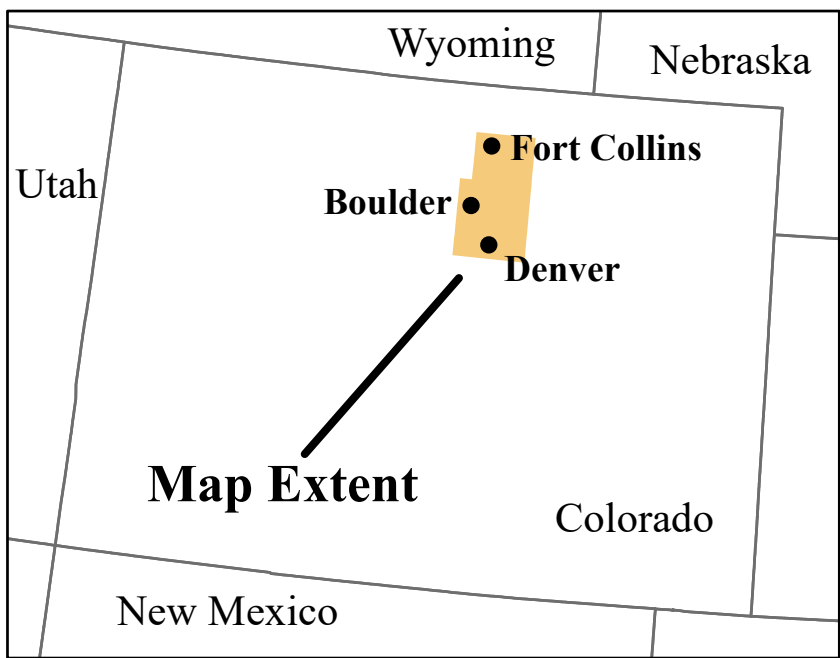 Wyoming
Nebraska
Fort Collins
Utah
Boulder
Denver
Map Extent
Colorado
New Mexico